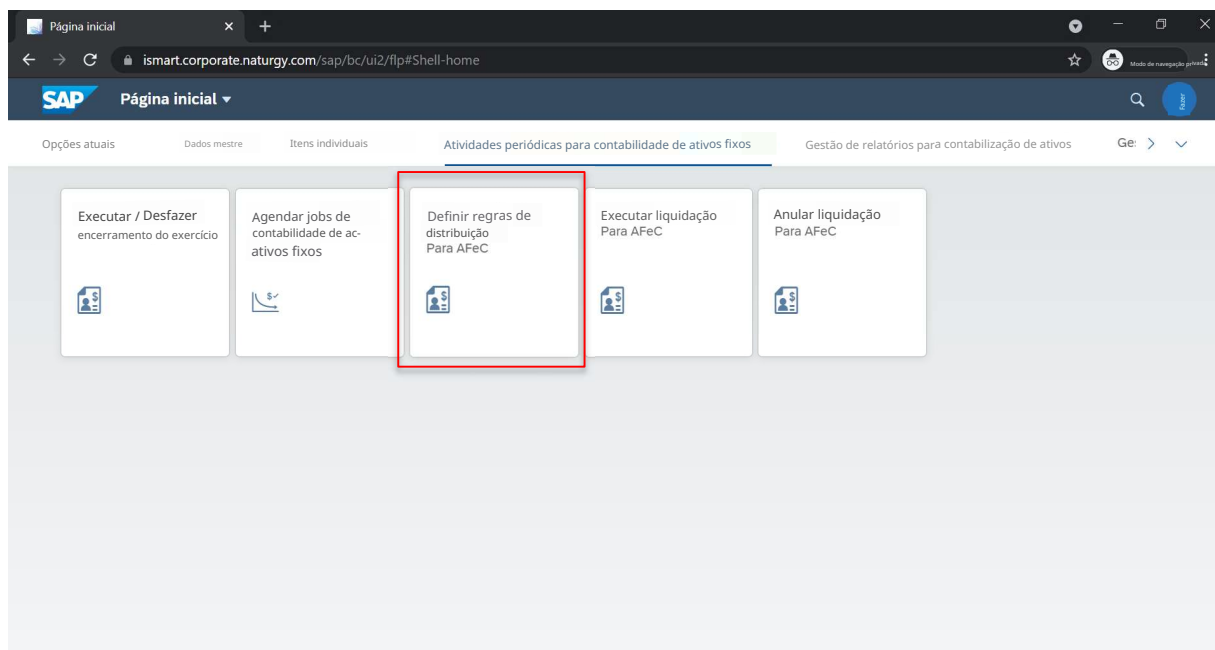 Página inicial
ismart.corporate.naturgy.com/sap/bc/ui2/flp#Shell-home
Modo de navegação privada
SAP Página inicial
Fazer
Opções atuais Dados mestre Itens individuais Atividades periódicas para contabilidade de ativos fixos Gestão de relatórios para contabilização de ativos Ge:
Executar / Desfazer
encerramento do exercício
Agendar jobs de
contabilidade de ac-
ativos fixos
Definir regras de
distribuição
Para AFeC
Executar liquidação
Para AFeC
Anular liquidação
Para AFeC